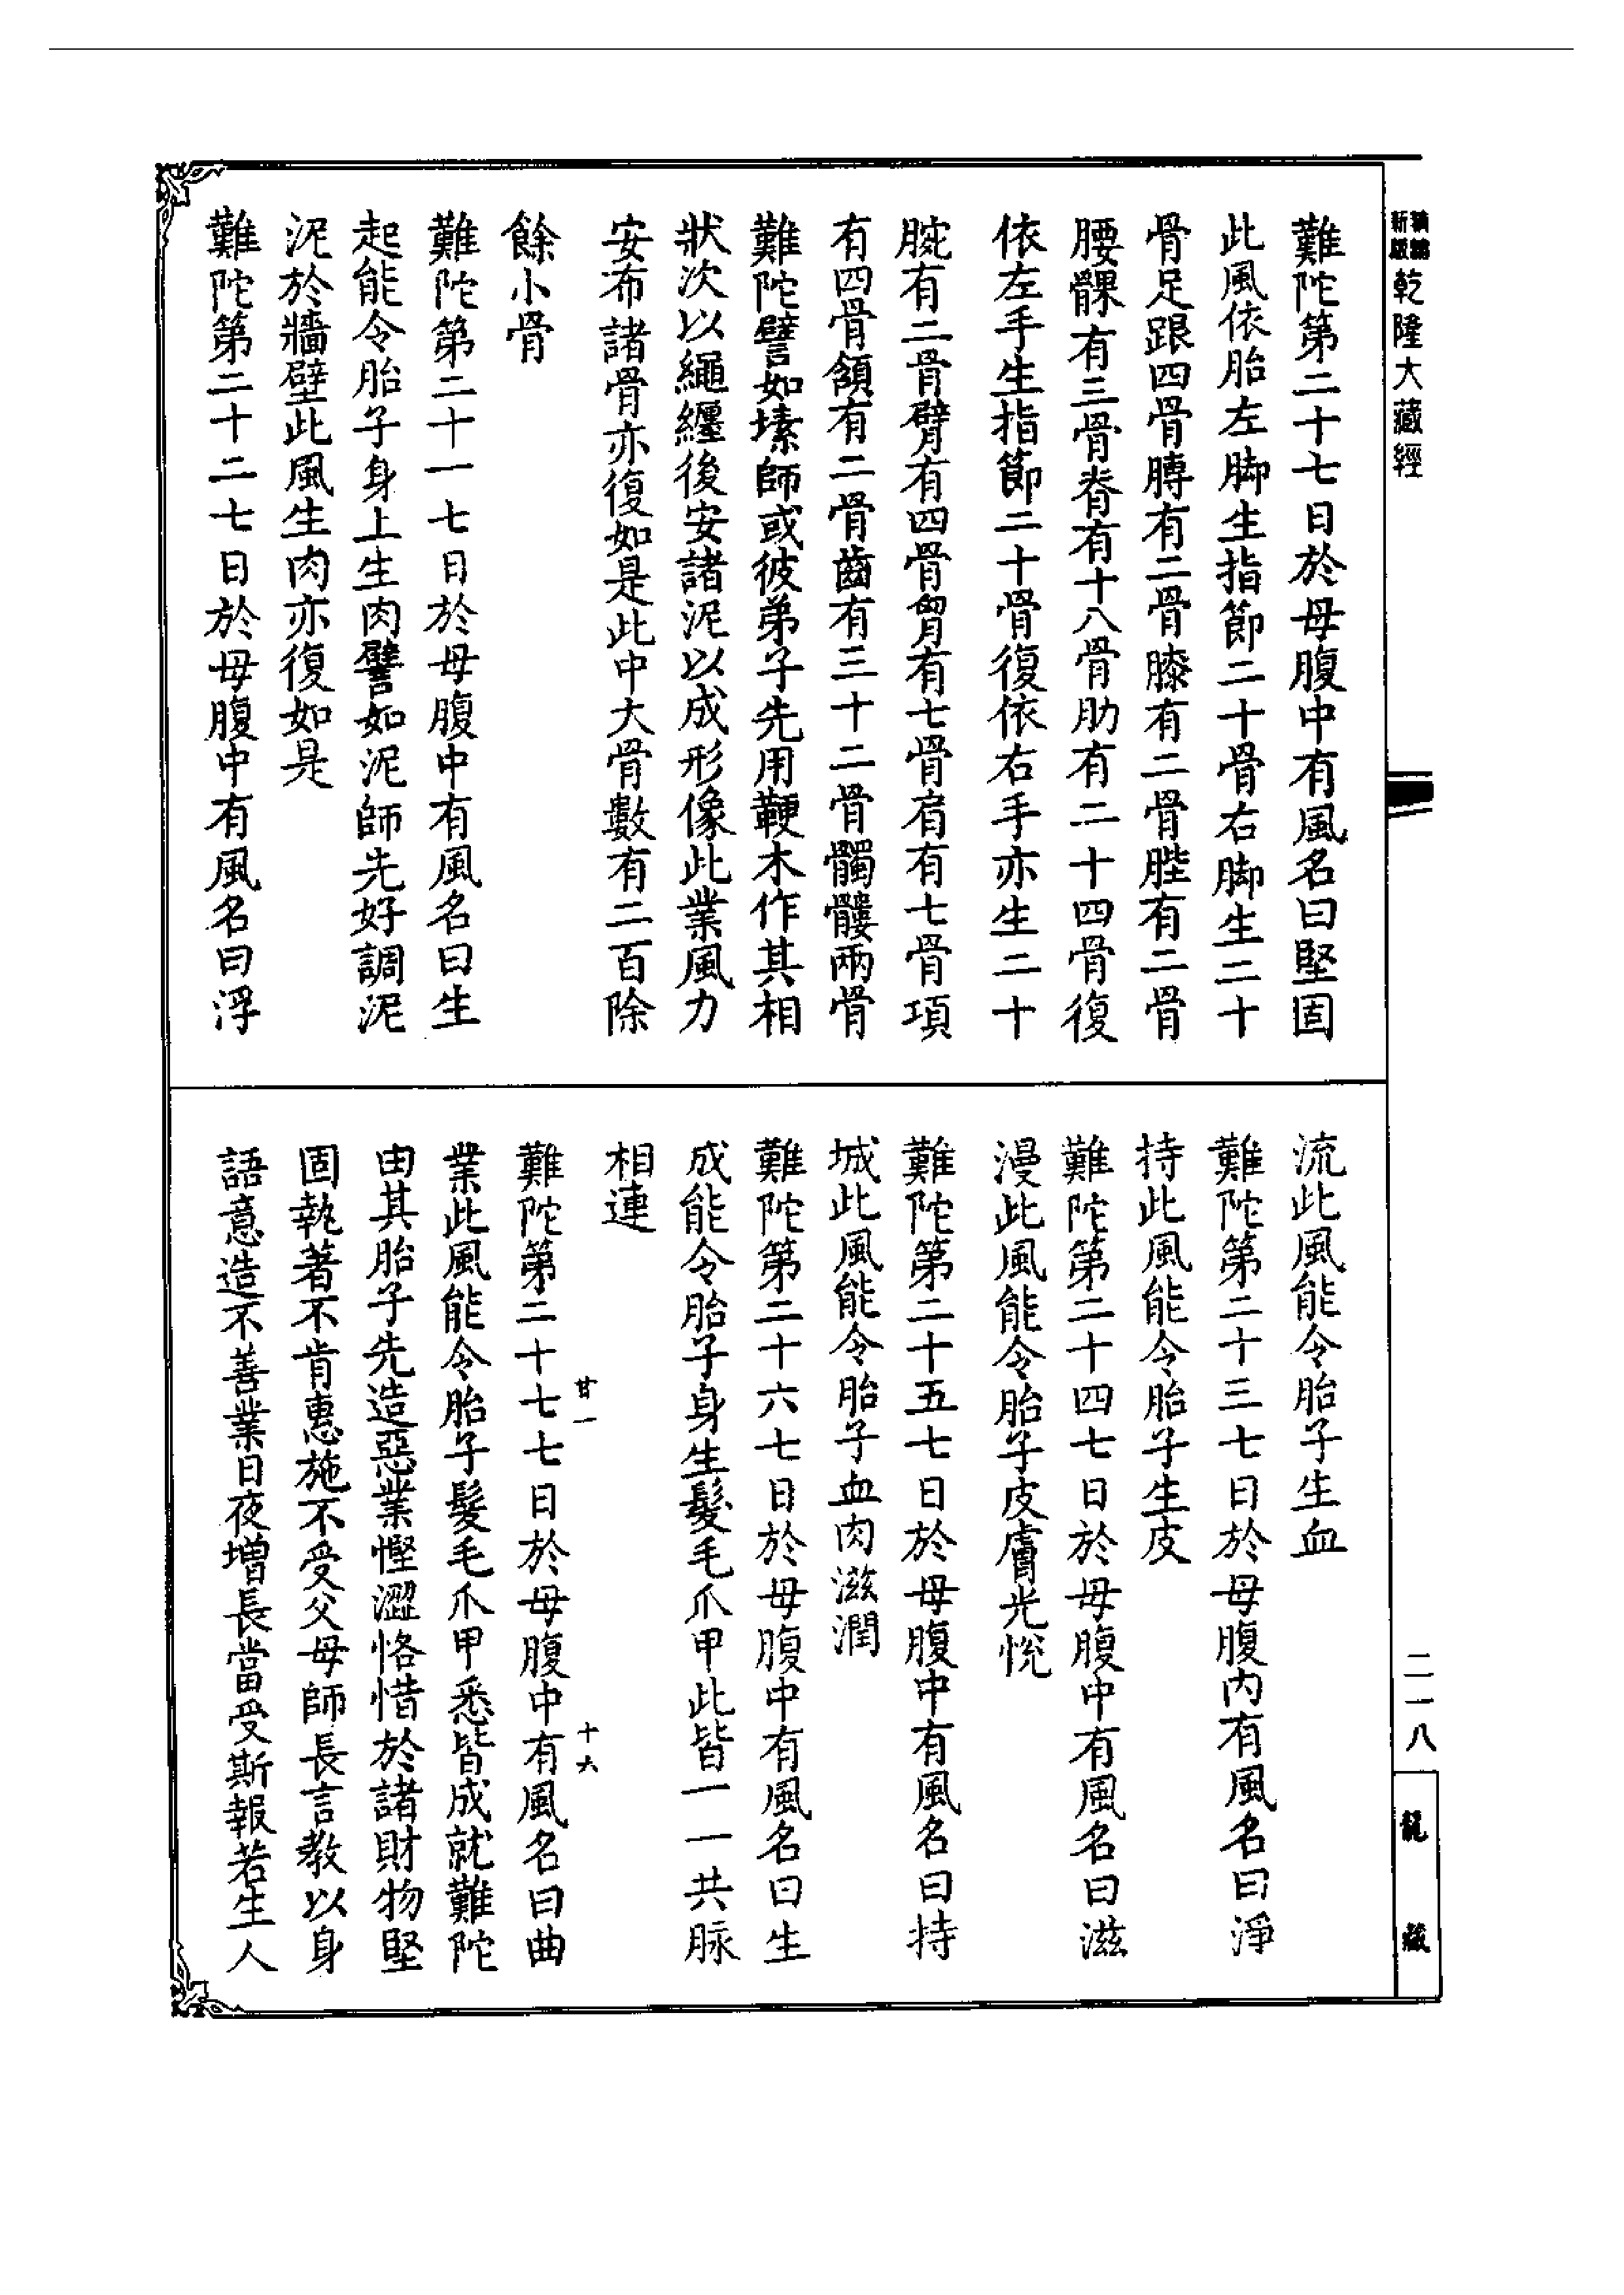 新版
精編
乾隆大藏經
難陀第二十七日於母腹中有風名曰堅固
此風依胎左脚生指節二十骨右脚生二十
骨足跟四骨膊有二骨膝有二骨䏶有二骨
腰髁有三骨脊有十八骨肋有二十四骨復
依左手生指節二十骨復依右手亦生二十
腕有二骨臂有四骨胷有七骨肩有七骨項
有四骨頷有二骨齒有三十二骨髑髏兩骨
難陀譬如塐師或彼弟子先用鞕木作其相
狀次以繩纏後安諸泥以成形像此業風力
安布諸骨亦復如是此中大骨數有二百除
餘小骨
難陀第二十一七日於母腹中有風名曰生
起能令胎子身上生肉譬如泥師先好調泥
泥於牆壁此風生肉亦復如是
難陀第二十二七日於母腹中有風名曰浮
流此風能令胎子生血
難陀第二十三七日於母腹内有風名曰淨
持此風能令胎子生皮
難陀第二十四七日於母腹中有風名曰滋
漫此風能令胎子皮膚光悅
難陀第二十五七日於母腹中有風名曰持
城此風能令胎子血肉滋潤
難陀第二十六七日於母腹中有風名曰生
成能令胎子身生髮毛爪甲此皆一一共脉
相連
甘一 十六
難陀第二十七七日於母腹中有風名曰曲
業此風能令胎子髮毛爪甲悉皆成就難陀
由其胎子先造惡業慳澀悋惜於諸財物堅
固執著不肯惠施不受父母師長言教以身
語意造不善業日夜增長當受斯報若生人
二一八
龍藏